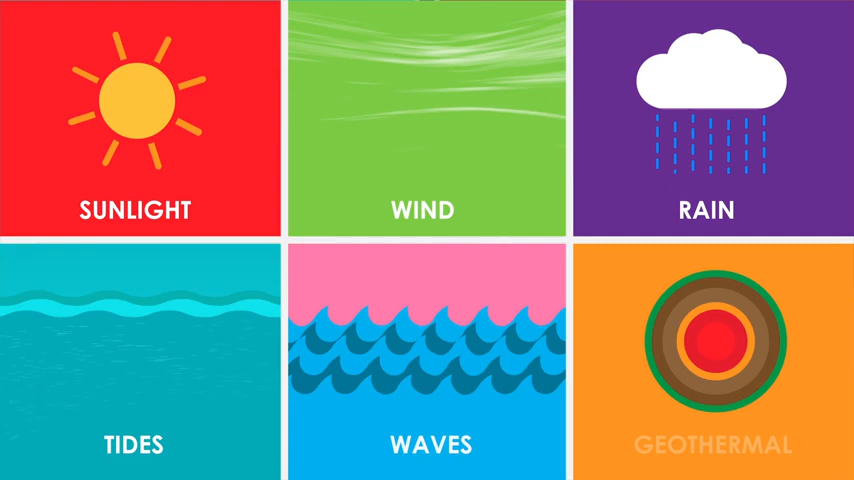 SUNLIGHT
WIND
RAIN
TIDES
WAVES
GEOTHERMAL